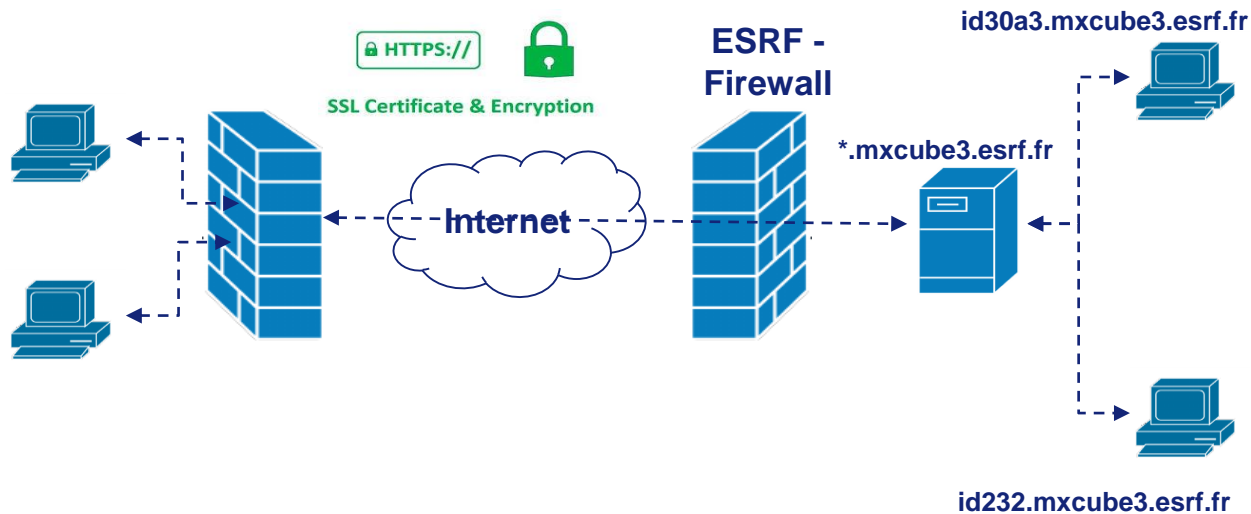 id30a3.mxcube3.esrf.fr
HTTPS://
ESRF -
Firewall
SSL Certificate & Encryption
*.mxcube3.esrf.fr
Internet
id232.mxcube3.esrf.fr